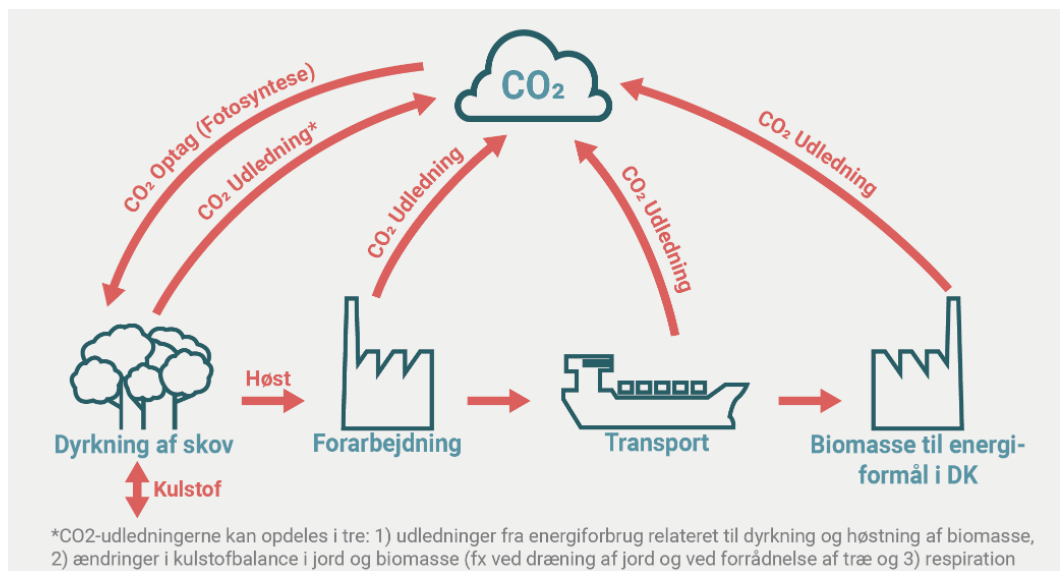 CO₂
CO₂ Optag (Fotosyntese)
CO₂ Udledning*
CO₂ Udledning
CO₂ Udledning
CO₂ Udledning
Høst
Dyrkning af skov
Forarbejdning
Transport
Biomasse til energi-
formål i DK
Kulstof
*CO2-udledningerne kan opdeles i tre: 1) udledninger fra energiforbrug relateret til dyrkning og høstning af biomasse,
2) ændringer i kulstofbalance i jord og biomasse (fx ved dræning af jord og ved forrådnelse af træ og 3) respiration